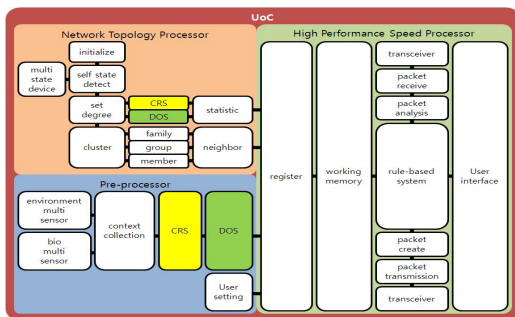 UoC
Network Topology Processor
initialize
multi
state
device
self state
detect
set
degree
CRS
DOS
statistic
cluster
family
group
member
neighbor
Pre-processor
environment
multi
sensor
bio
multi
sensor
context
collection
CRS
DOS
User
setting
High Performance Speed Processor
register
working
memory
transceiver
packet
receive
packet
analysis
rule-based
system
packet
create
packet
transmission
transceiver
User
interface